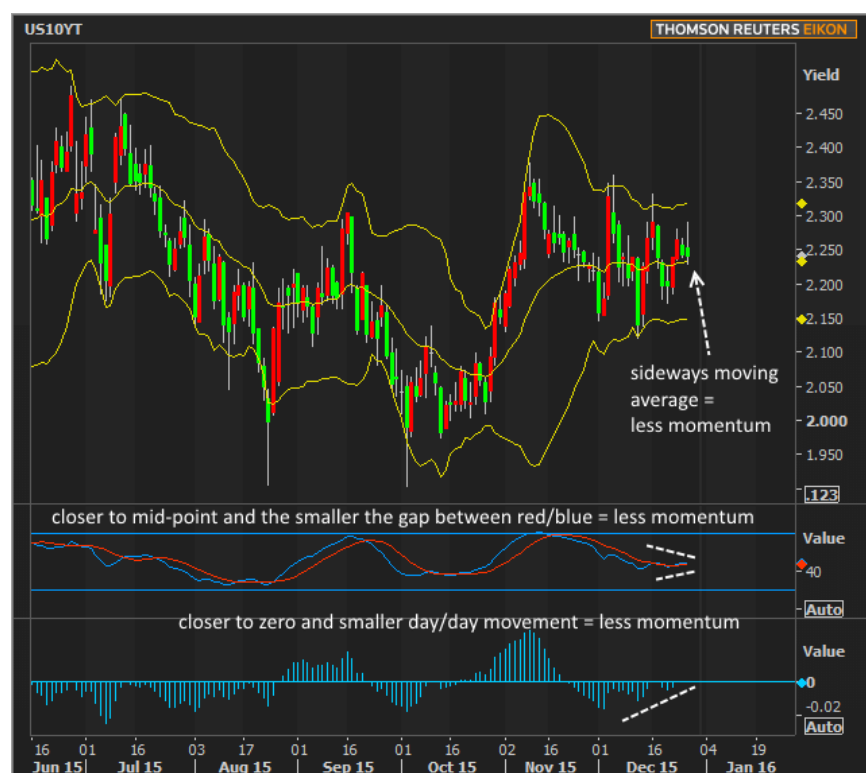 US10YT
THOMSON REUTERS EIKON
Yield
2.450
2.400
2.350
2.300
2.250
2.200
2.150
2.100
2.050
2.000
1.950
.123
sideways moving
average =
less momentum
closer to mid-point and the smaller the gap between red/blue = less momentum
Value
40
Auto
closer to zero and smaller day/day movement = less momentum
Value
0
-0.02
Auto
16 01 16 03 17 01 16 01 16 02 16 01 16 04 19
Jun 15 Jul 15 Aug 15 Sep 15 Oct 15 Nov 15 Dec 15 Jan 16